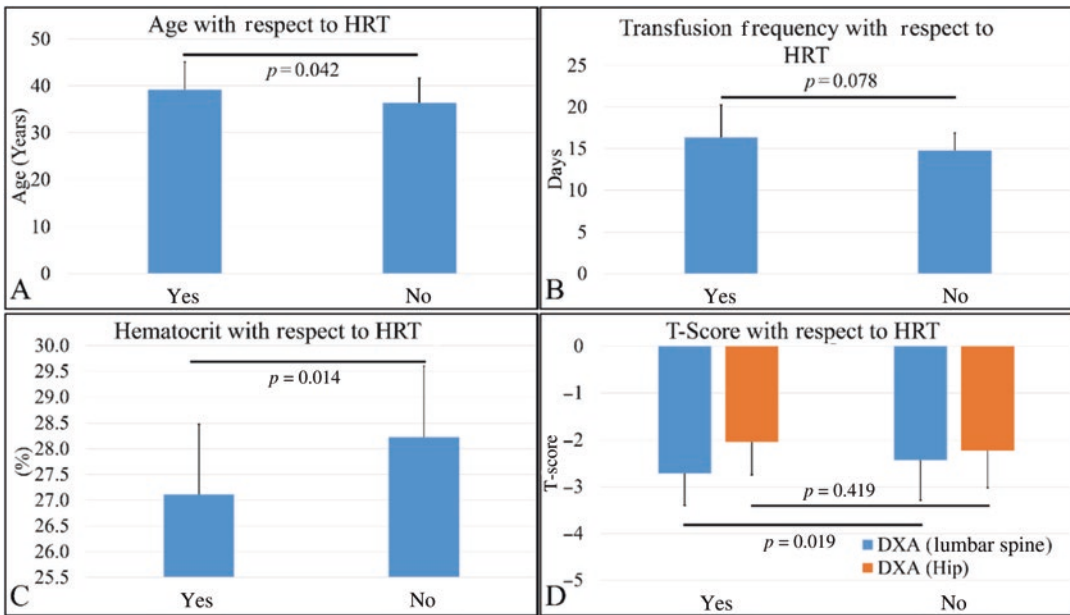 Age with respect to HRT
50
40
30
20
10
0
Age (Years)
p = 0.042
Yes
No
A
Transfusion frequency with respect to
HRT
25
20
15
10
5
0
Days
p = 0.078
Yes
No
B
Hematocrit with respect to HRT
30.0
29.5
29.0
28.5
28.0
27.5
27.0
26.5
26.0
25.5
(%)
p = 0.014
Yes
No
C
T-Score with respect to HRT
0
−1
−2
−3
−4
−5
T-score
p = 0.419
p = 0.019
DXA (lumbar spine)
DXA (Hip)
Yes
No
D